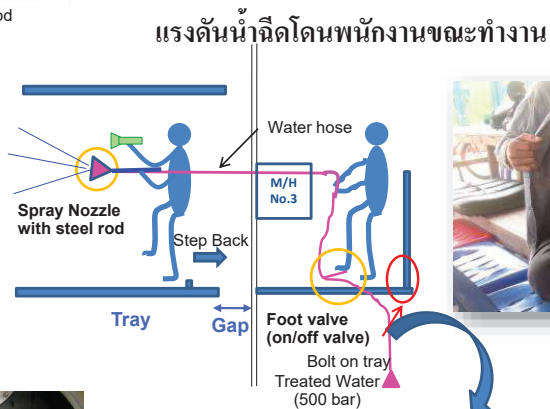 od
แรงดันน้ำฉีดโดนพนักงานขณะทำงาน
Water hose
M/H
No.3
Spray Nozzle
with steel rod
Step Back
Tray
Gap
Foot valve
(on/off valve)
Bolt on tray
Treated Water
(500 bar)